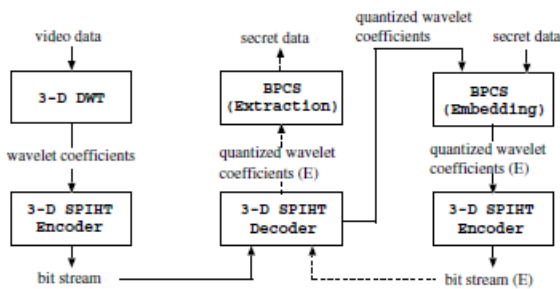 video data
3-D DWT
wavelet coefficients
3-D SPIHT
Encoder
bit stream
secret data
BPCS
(Extraction)
quantized wavelet
coefficients (E)
3-D SPIHT
Decoder
quantized wavelet
coefficients
secret data
BPCS
(Embedding)
quantized wavelet
coefficients (E)
3-D SPIHT
Encoder
bit stream (E)